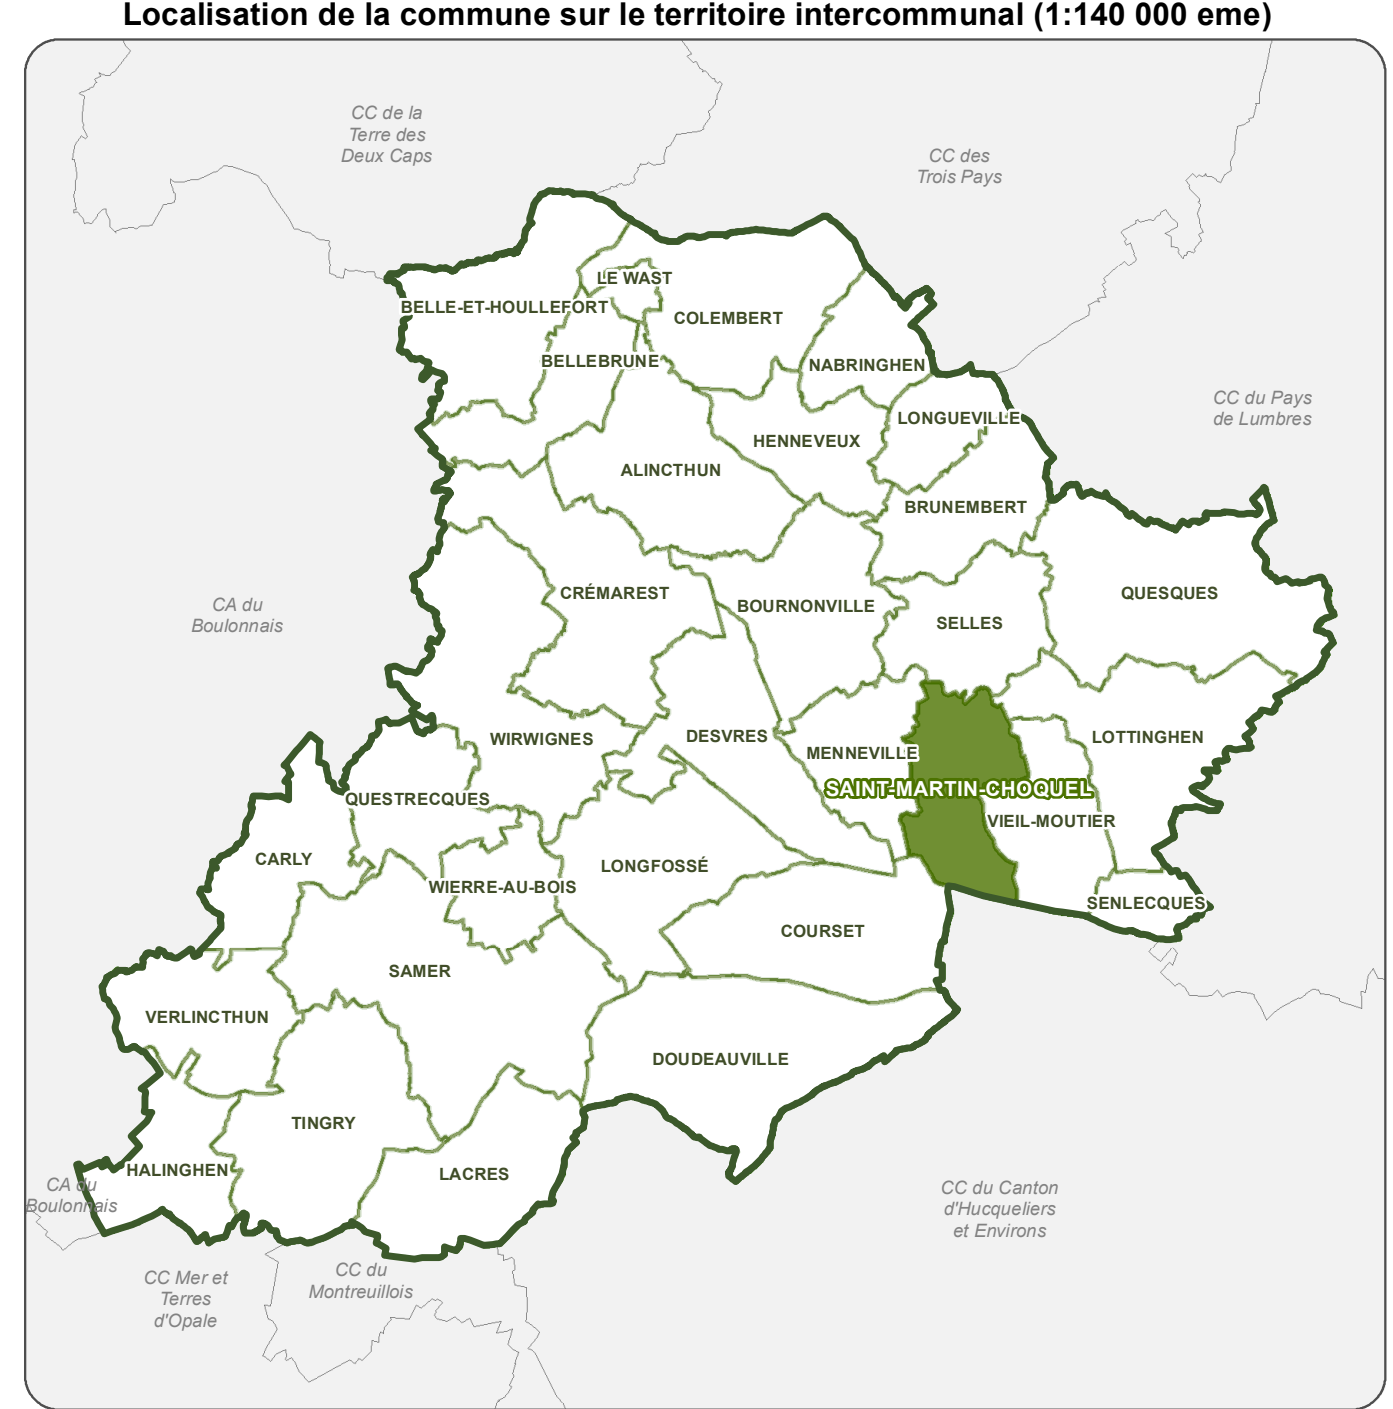 Localisation de la commune sur le territoire intercommunal (1:140 000 eme)
CC de la
Terre des
Deux Caps
CC des
Trois Pays
LE WAST
BELLE-ET-HOULLEFORT
COLEMBERT
BELLEBRUNE
NABRINGHEN
CC du Pays
de Lumbres
LONGUEVILLE
HENNEVEUX
ALINCTHUN
BRUNEMBERT
CRÉMAREST
QUESQUES
BOURNONVILLE
CA du
Boulonnais
SELLES
WIRWIGNES
DESVRES
LOTTINGHEN
MENNEVILLE
SAINT-MARTIN-CHOQUEL
QUESTRECQUES
VIEIL-MOUTIER
CARLY
LONGFOSSÉ
WIERRE-AU-BOIS
SENLECQUES
COURSET
SAMER
VERLINCTHUN
DOUDEAUVILLE
TINGRY
HALINGHEN
LACRES
CA du
Boulonnais
CC du Canton
d'Hucqueliers
et Environs
CC Mer et
Terres
d'Opale
CC du
Montreuillois